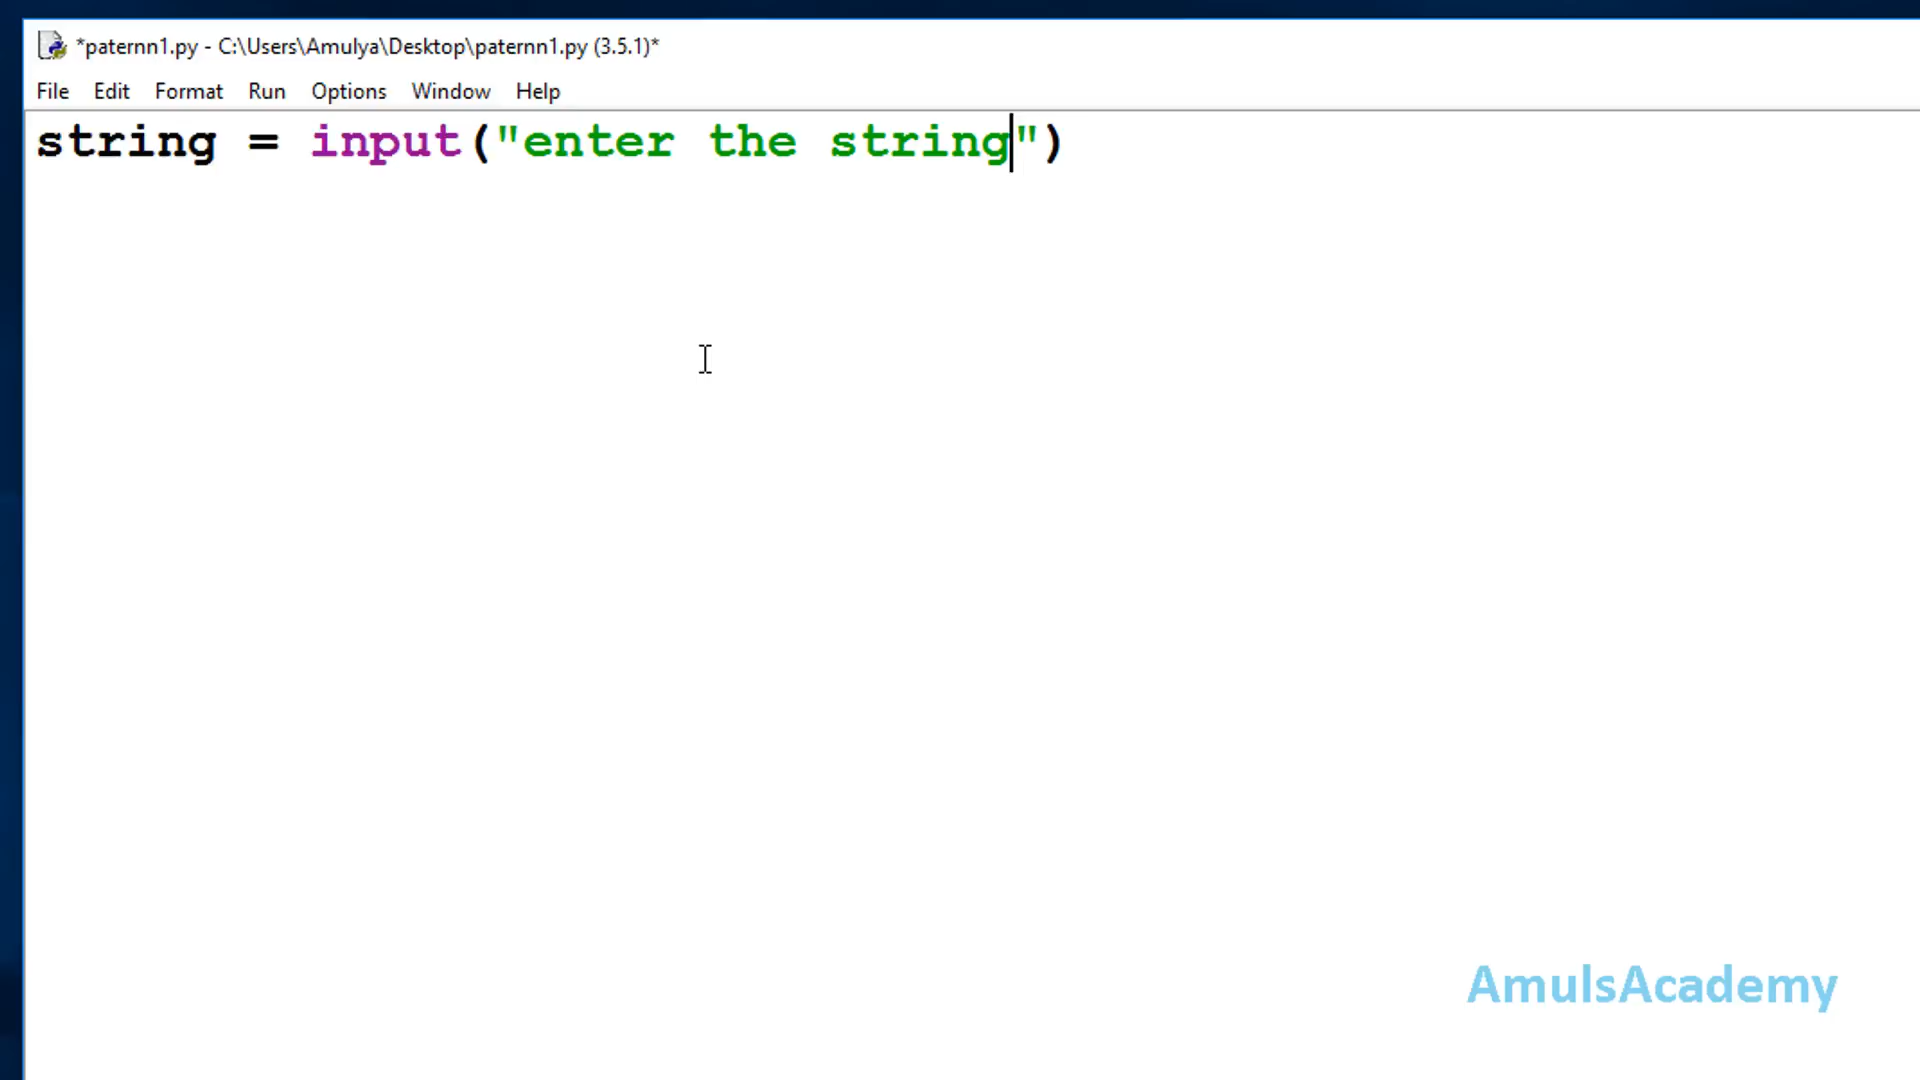 *paternn1.py - C:\Users\Amulya\Desktop\paternn1.py (3.5.1)*
File Edit Format Run Options Window Help
string = input("enter the string")
AmulsAcademy